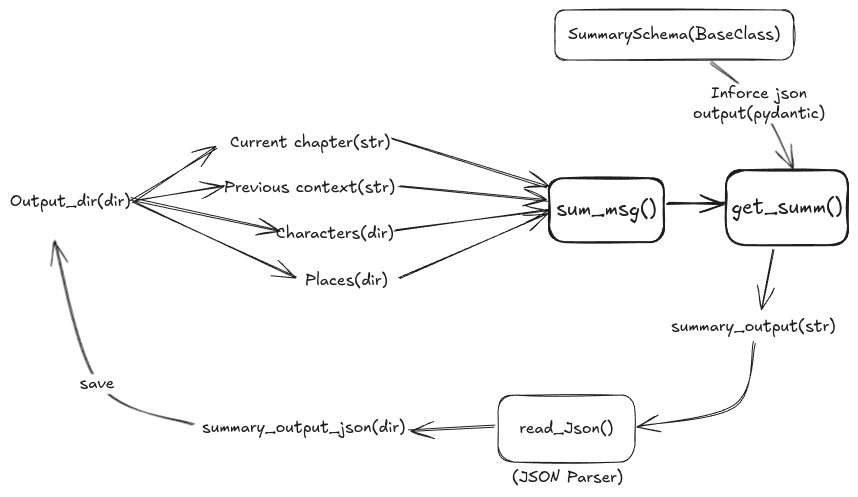 SummarySchema(BaseClass)
Inforce json
output(pydantic)
Current chapter(str)
Previous context(str)
Output_dir(dir)
Characters(dir)
Places(dir)
sum_msg()
get_summ()
summary_output(str)
save
summary_output_json(dir)
read_Json()
(JSON Parser)